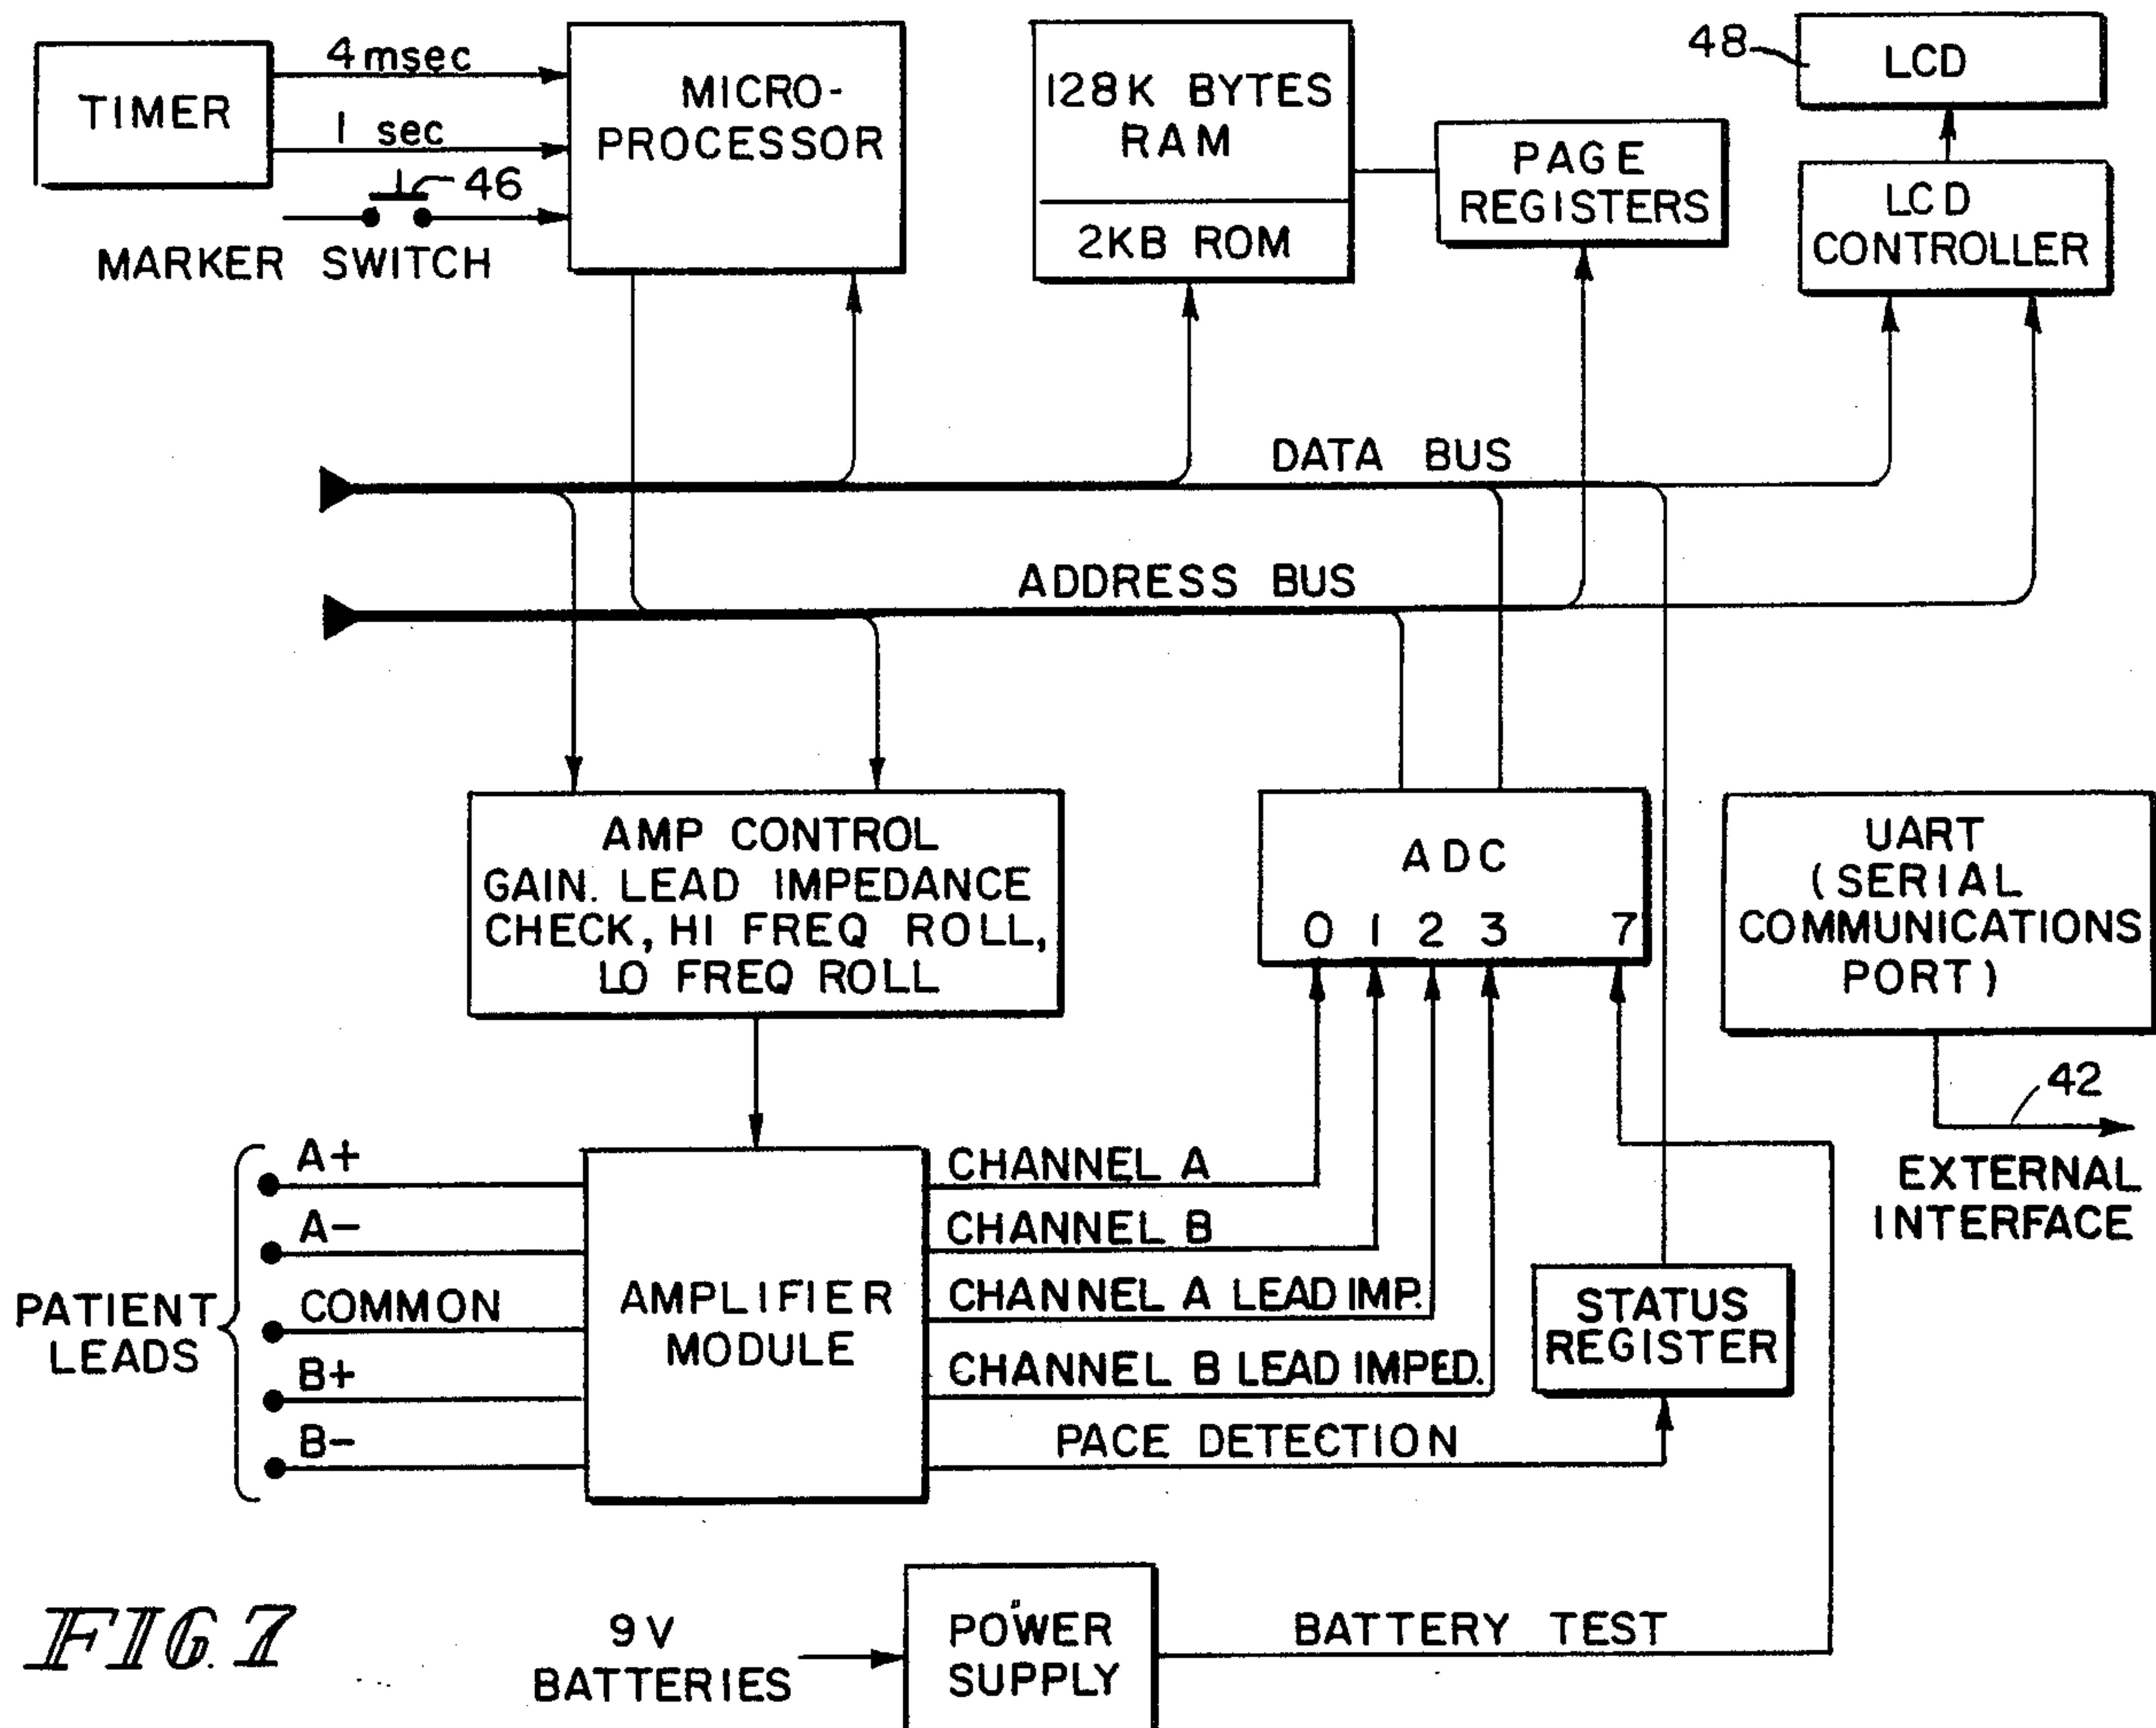 TIMER
4 msec
1 sec
46
MARKER SWITCH
MICRO-
PROCESSOR
128K BYTES
RAM
2KB ROM
PAGE
REGISTERS
48
LCD
LCD
CONTROLLER
DATA BUS
ADDRESS BUS
AMP CONTROL
GAIN. LEAD IMPEDANCE
CHECK, HI FREQ ROLL,
LO FREQ ROLL
ADC
0 1 2 3 7
UART
(SERIAL
COMMUNICATIONS
PORT)
42
EXTERNAL
INTERFACE
PATIENT
LEADS
A+
A-
COMMON
B+
B-
AMPLIFIER
MODULE
CHANNEL A
CHANNEL B
CHANNEL A LEAD IMP.
CHANNEL B LEAD IMPED.
PACE DETECTION
STATUS
REGISTER
9V
BATTERIES
POWER
SUPPLY
BATTERY TEST
FIG. 7